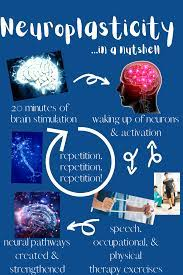 Neuroplasticity
...in a nutshell
20 minutes of
brain stimulation
waking up of neurons
& activation
repetition,
repetition,
repetition!
neural pathways
created &
strengthened
speech,
occupational, &
physical
therapy exercises